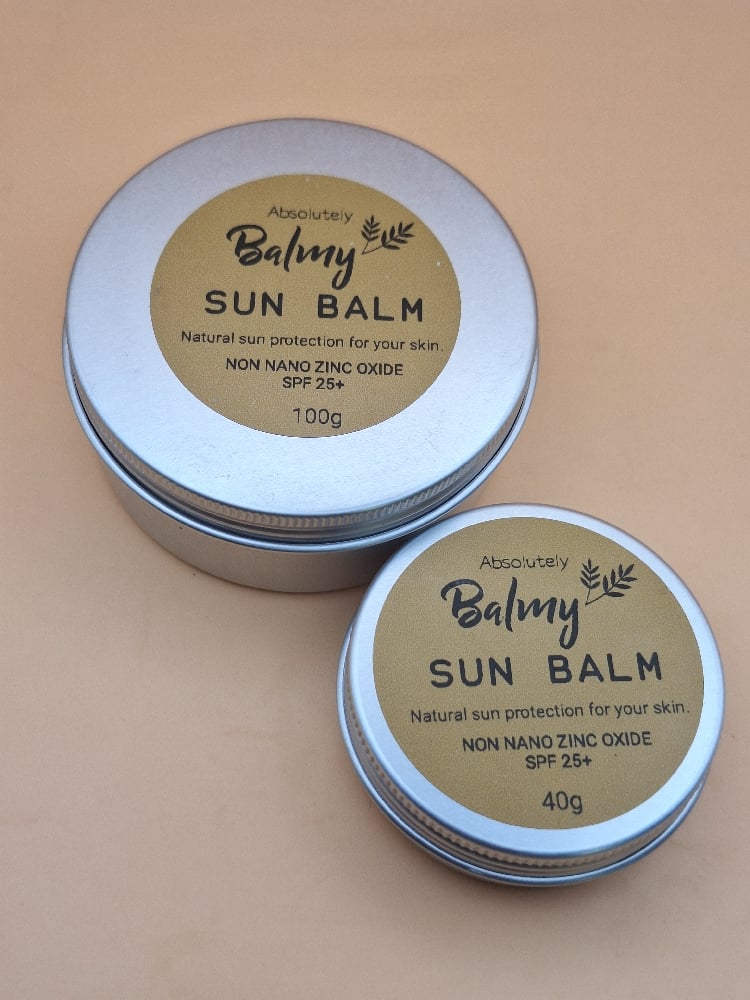 Absolutely
Balmy
SUN BALM
Natural sun protection for your skin.
NON NANO ZINC OXIDE
SPF 25+
100g
Absolutely
Balmy
SUN BALM
Natural sun protection for your skin.
NON NANO ZINC OXIDE
SPF 25+
40g